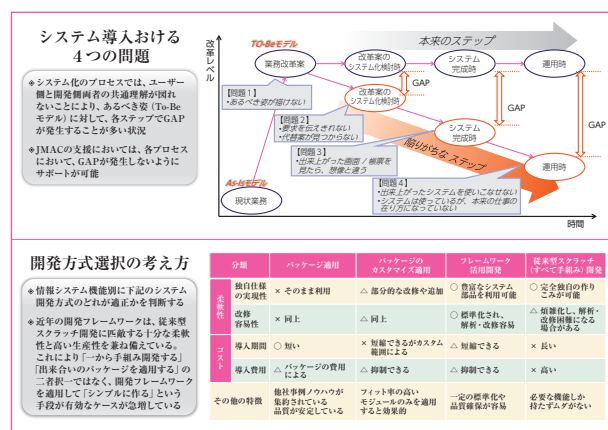 システム導入おける
４つの問題
※システム化のプロセスでは、ユーザー
側と開発側両者の共通理解が図れ
ないことにより、あるべき姿（To-Be
モデル）に対して、各ステップでGAP
が発生することが多い状況
※JMACの支援においては、各プロセス
において、GAPが発生しないように
サポートが可能
改革レベル
TO-Beモデル
本来のステップ
業務改革案
改革案の
システム化検討時
システム
完成時
運用時
GAP
改革案の
システム化検討時
GAP
GAP
【問題１】
・あるべき姿が描けない
【問題２】
・要求を伝えきれない
・代替案が見つからない
システム
完成時
【問題３】
・出来上がった画面／帳票を
見たら、想像と違う
陥りがちな ステップ
運用時
As-Isモデル
現状業務
【問題４】
・出来上がったシステムを使いこなせない
・システムは使っているが、本来の仕事の
在り方になっていない
時間
開発方式選択の考え方
※情報システム機能別に下記のシステム
開発方式のどれが適正かを判断する
※近年の開発フレームワークは、従来型
スクラッチ開発に匹敵する十分な柔軟
性と高い生産性を兼ね備えている。
これにより「一から手組み開発する」
「出来合いのパッケージを適用する」の
二者択一ではなく、開発フレームワーク
を適用して「シンプルに作る」という
手段が有効なケースが急増している
分類
パッケージ適用
パッケージの
カスタマイズ適用
フレームワーク
活用開発
従来型スクラッチ
（すべて手組み）開発
柔軟性
独自仕様
の実現性
× そのまま利用
△ 部分的な改修や追加
○ 豊富なシステム
部品を利用可能
○ 完全独自の作り
こみが可能
改修
容易性
× 同上
△ 同上
○ 標準化され、
解析・改修容易
△ 煩雑化し、解析・
改修困難になる
場合がある
コスト
導入期間
○ 短い
× 短縮できるがカスタム
範囲による
△ 短縮できる
× 長い
導入費用
△ パッケージの費用
による
△ 抑制できる
△ 抑制できる
× 高い
その他の特徴
他社事例ノウハウが
集約されている
品質が安定している
フィット率の高い
モジュールのみを適用
すると効果的
一定の標準化や
品質確保が容易
必要な機能しか
持たずムダがない